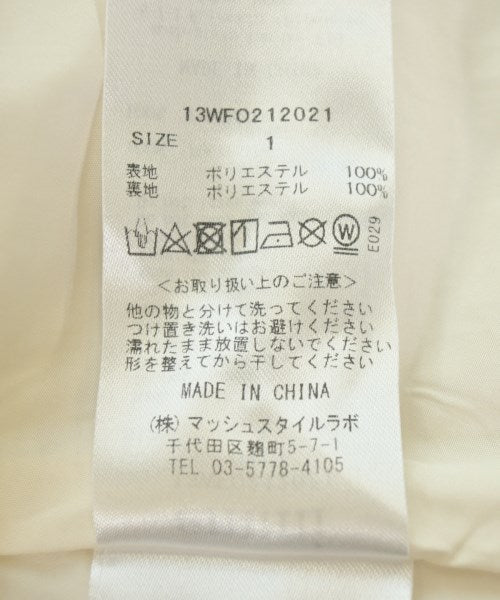 13WFO212021
SIZE 1
表地 ポリエステル 100%
裏地 ポリエステル 100%
W
E029
<お取り扱い上のご注意>
他の物と分けて洗ってください
つけ置き洗いはお避けください
濡れたまま放置しないでください
形を整えてから干してください
MADE IN CHINA
(株) マッシュスタイルラボ
千代田区麹町5-7-1
TEL 03-5778-4105